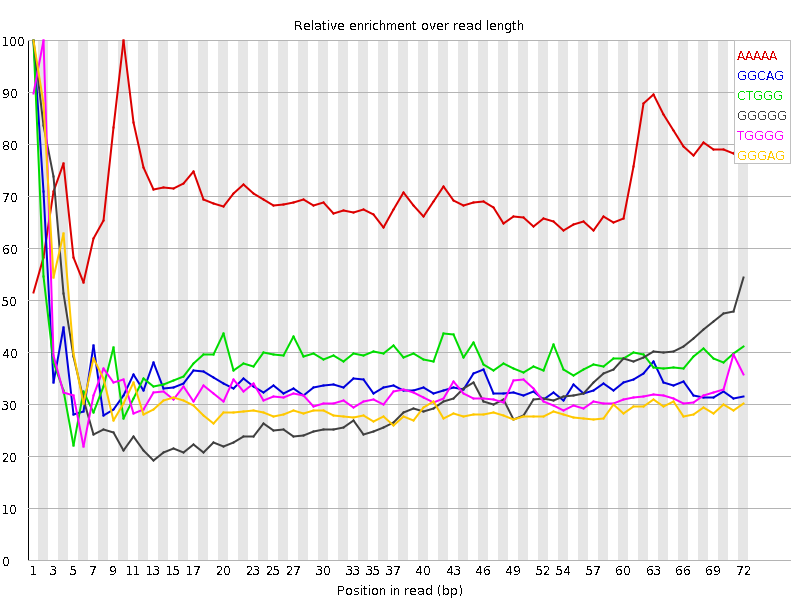 Relative enrichment over read length
100
90
80
70
60
50
40
30
20
10
0
AAAAA
GGCAG
CTGGG
GGGGG
TGGGG
GGGAG
1 3 5 7 9 11 13 15 17 20 23 25 27 30 33 35 37 40 43 46 49 52 54 57 60 63 66 69 72
Position in read (bp)